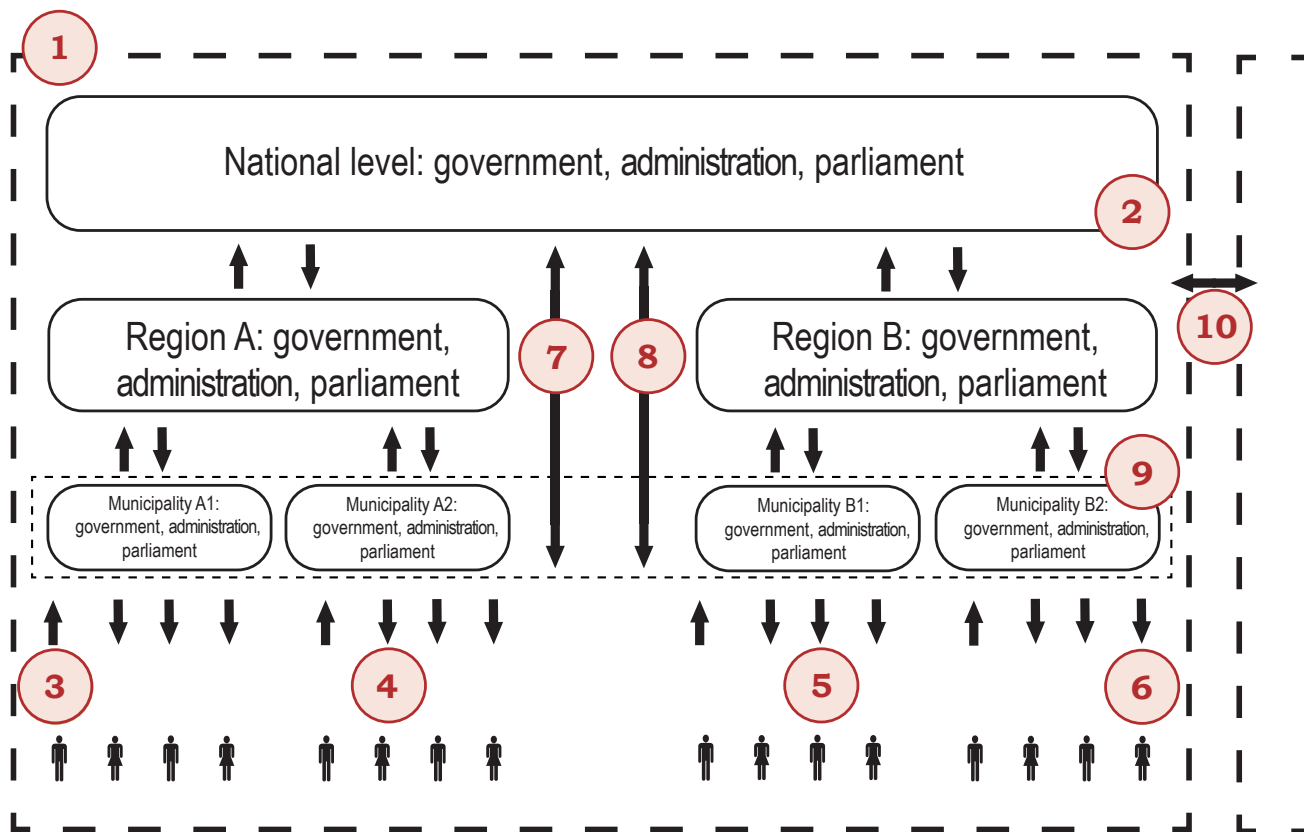 1
National level: government, administration, parliament
2
Region A: government,
administration, parliament
7
8
Region B: government,
administration, parliament
10
9
Municipality A1:
government, administration,
parliament
Municipality A2:
government, administration,
parliament
Municipality B1:
government, administration,
parliament
Municipality B2:
government, administration,
parliament
3
4
5
6